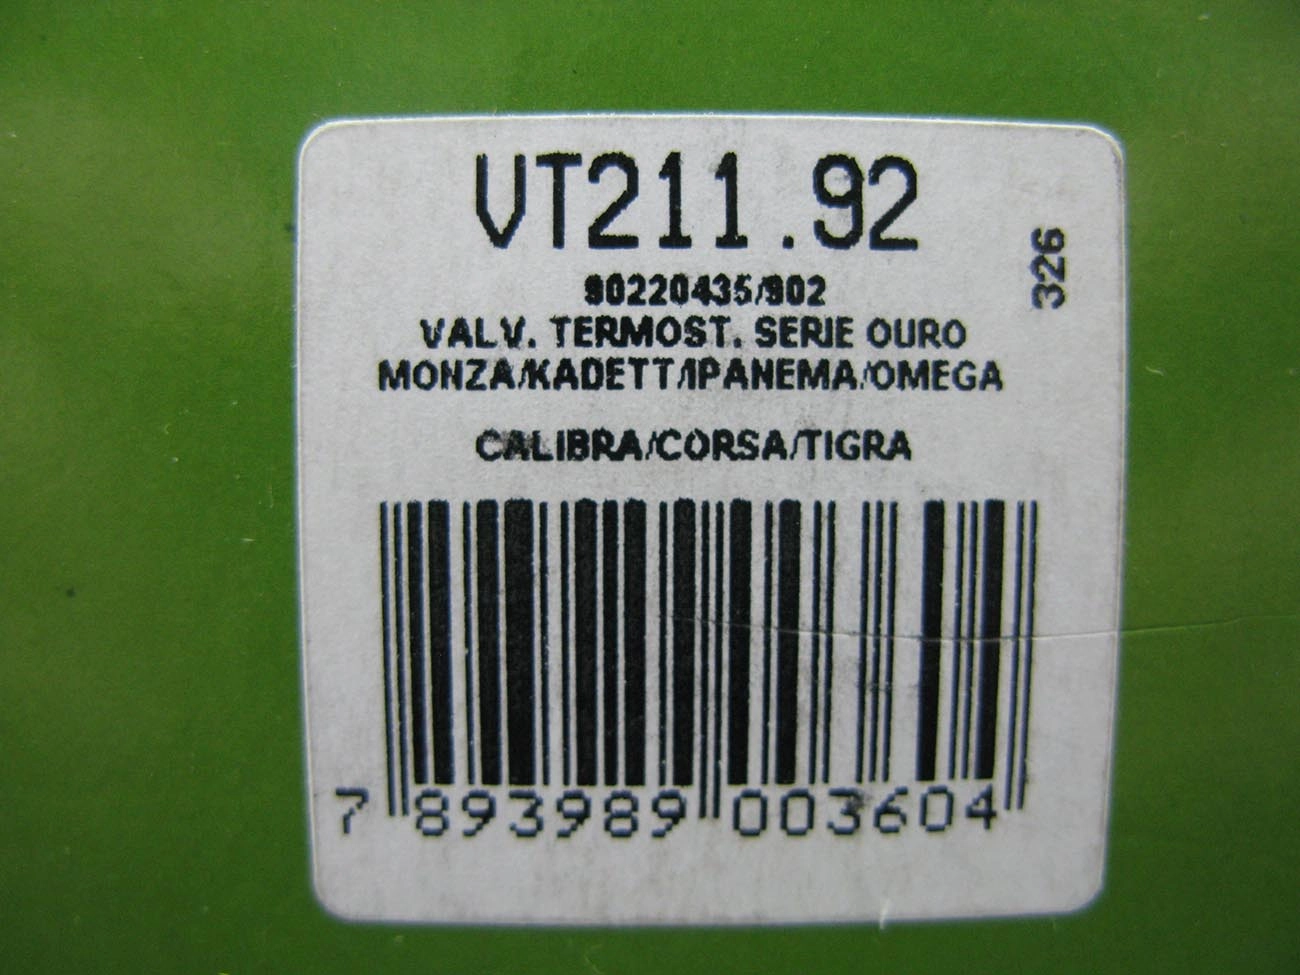 VT211.92
326
90220435/902
VALV. TERMOST. SERIE OURO
MONZA/KADETT/IPANEMA/OMEGA
CALIBRA/CORSA/TIGRA
7 893989 003604